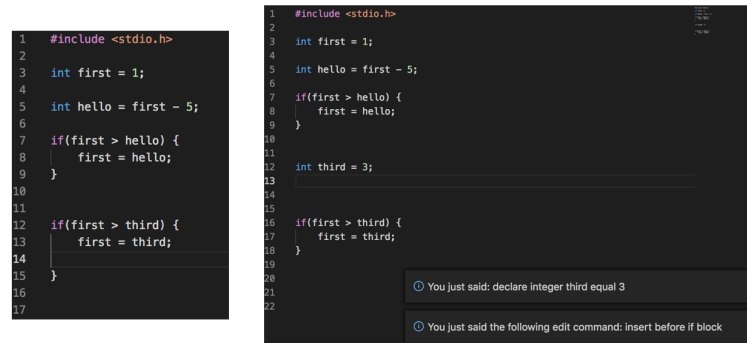 1 #include <stdio.h>
2
3 int first = 1;
4
5 int hello = first - 5;
6
7 if(first > hello) {
8 first = hello;
9 }
10
11
12 if(first > third) {
13 first = third;
14
15 }
16
17
1 #include <stdio.h>
2
3 int first = 1;
4
5 int hello = first - 5;
6
7 if(first > hello) {
8 first = hello;
9 }
10
11
12 int third = 3;
13
14
15
16 if(first > third) {
17 first = third;
18 }
19
20
21
22
You just said: declare integer third equal 3
You just said the following edit command: insert before if block